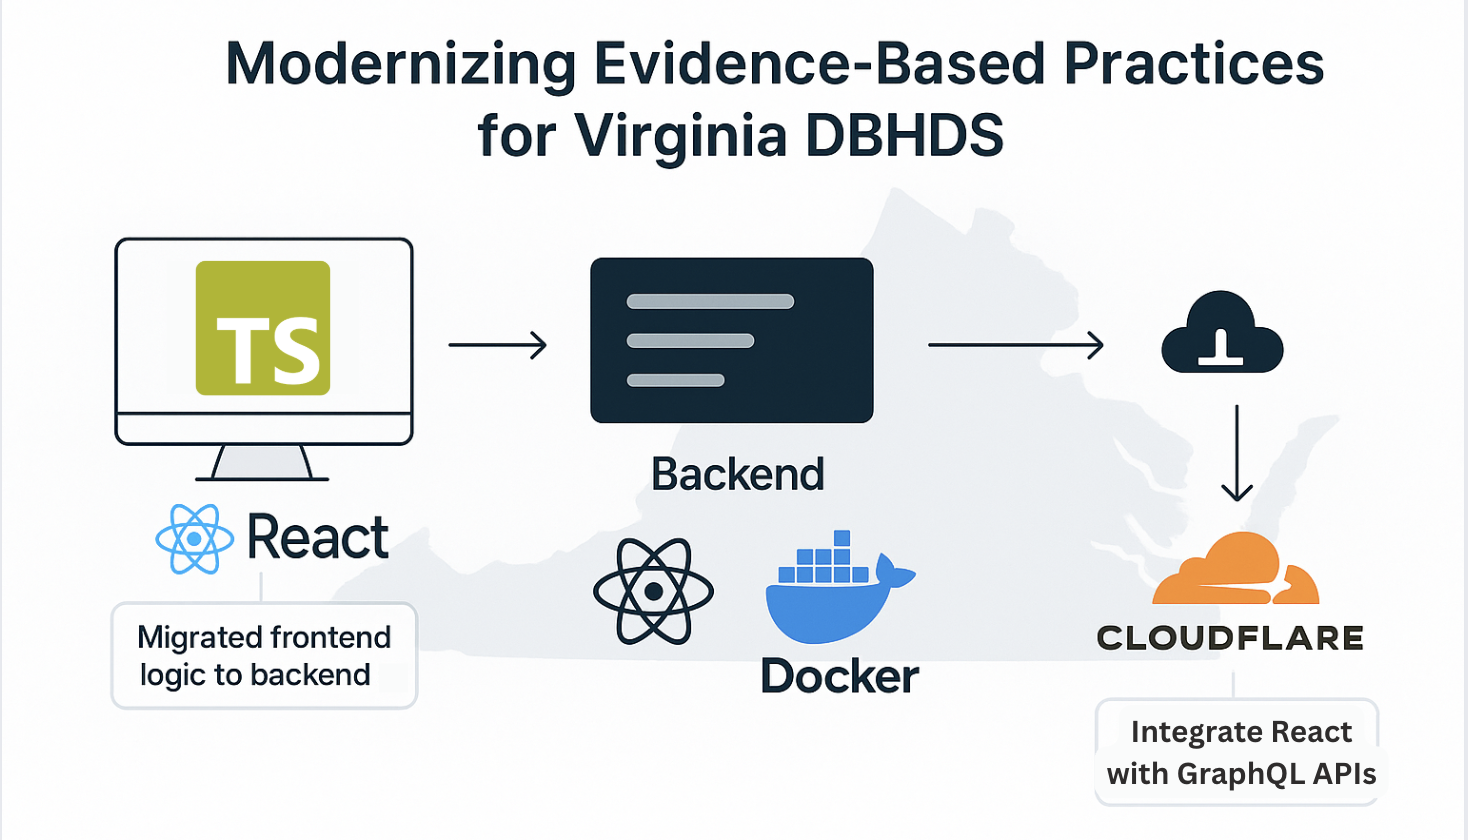 Modernizing Evidence-Based Practices
for Virginia DBHDS
TS
React
Migrated frontend
logic to backend
Backend
Docker
CLOUDFLARE
Integrate React
with GraphQL APIs